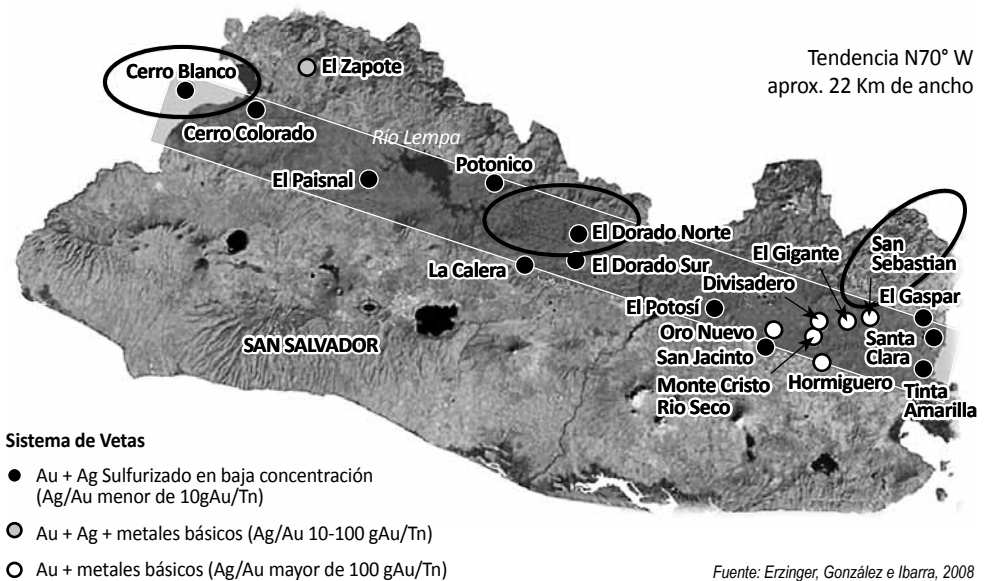 Tendencia N70° W
aprox. 22 Km de ancho
Cerro Blanco
El Zapote
Cerro Colorado
Río Lempa
El Paisnal
Potonico
El Dorado Norte
La Calera
El Dorado Sur
El Gigante
San
Sebastian
Divisadero
El Potosí
El Gaspar
Oro Nuevo
San Jacinto
Santa
Clara
SAN SALVADOR
Monte Cristo
Rio Seco
Hormiguero
Tinta
Amarilla
Sistema de Vetas
Au + Ag Sulfurizado en baja concentración
(Ag/Au menor de 10gAu/Tn)
Au + Ag + metales básicos (Ag/Au 10-100 gAu/Tn)
Au + metales básicos (Ag/Au mayor de 100 gAu/Tn)
Fuente: Erzinger, González e Ibarra, 2008